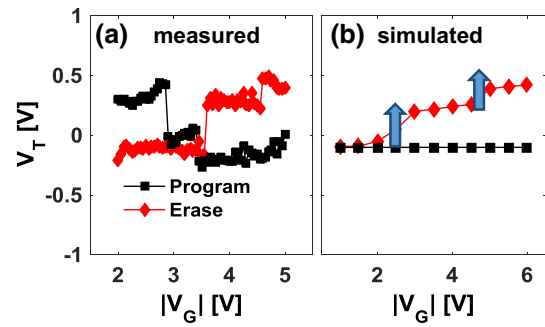 (a) measured
(b) simulated
V_T [V]
1
0.5
0
-0.5
-1
Program
Erase
2 3 4 5
2 4 6
|V_G| [V]
|V_G| [V]